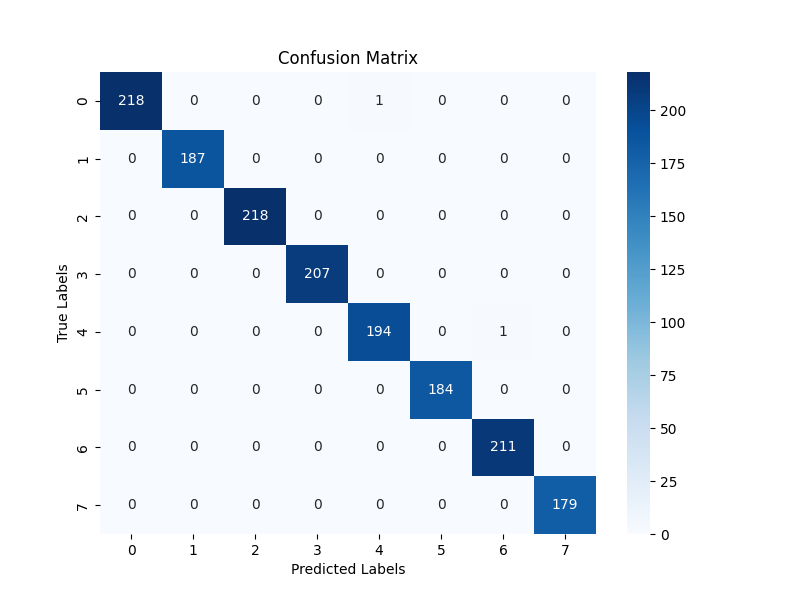 Confusion Matrix
0 218 0 0 0 1 0 0 0
1 0 187 0 0 0 0 0 0
2 0 0 218 0 0 0 0 0
3 0 0 0 207 0 0 0 0
4 0 0 0 0 194 0 1 0
5 0 0 0 0 0 184 0 0
6 0 0 0 0 0 0 211 0
7 0 0 0 0 0 0 0 179
0 1 2 3 4 5 6 7
Predicted Labels
True Labels
200
175
150
125
100
75
50
25
0